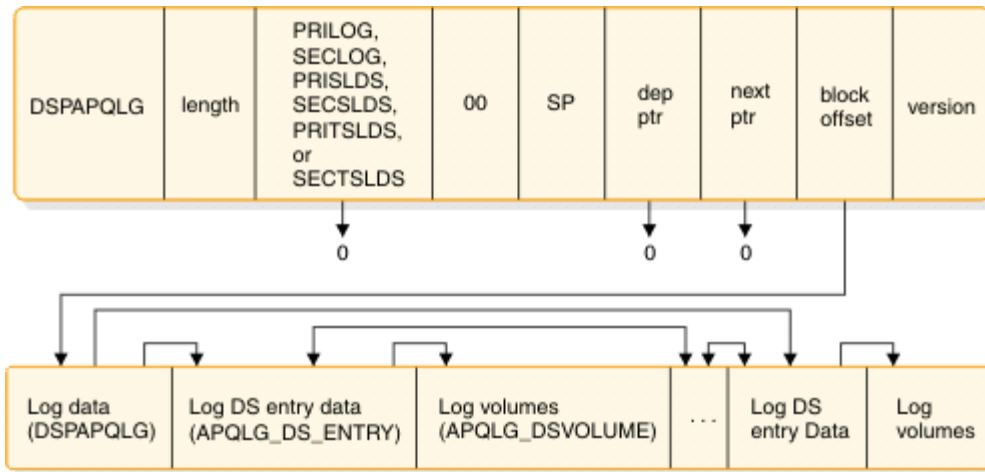 DSPAPQLG
length
PRILOG,
SECLOG,
PRISLDS,
SECSLDS,
PRITSLDS,
or
SECTSLDS
00
SP
dep
ptr
next
ptr
block
offset
version
0
0
0
Log data
(DSPAPQLG)
Log DS entry data
(APQLG_DS_ENTRY)
Log volumes
(APQLG_DSVOLUME)
. . .
Log DS
entry Data
Log
volumes